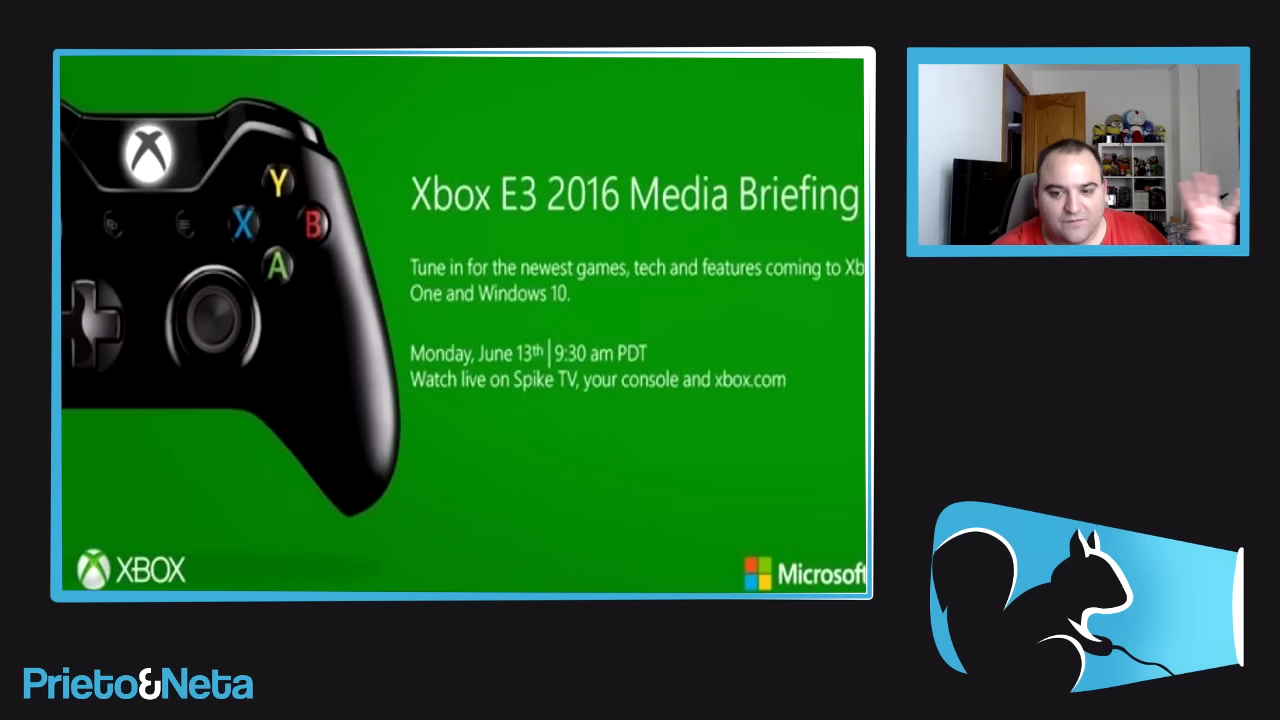 Y
X
B
A
Xbox E3 2016 Media Briefing
Tune in for the newest games, tech and features coming to Xb
One and Windows 10.
Monday, June 13th | 9:30 am PDT
Watch live on Spike TV, your console and xbox.com
XBOX
Microsoft
Prieto&Neta